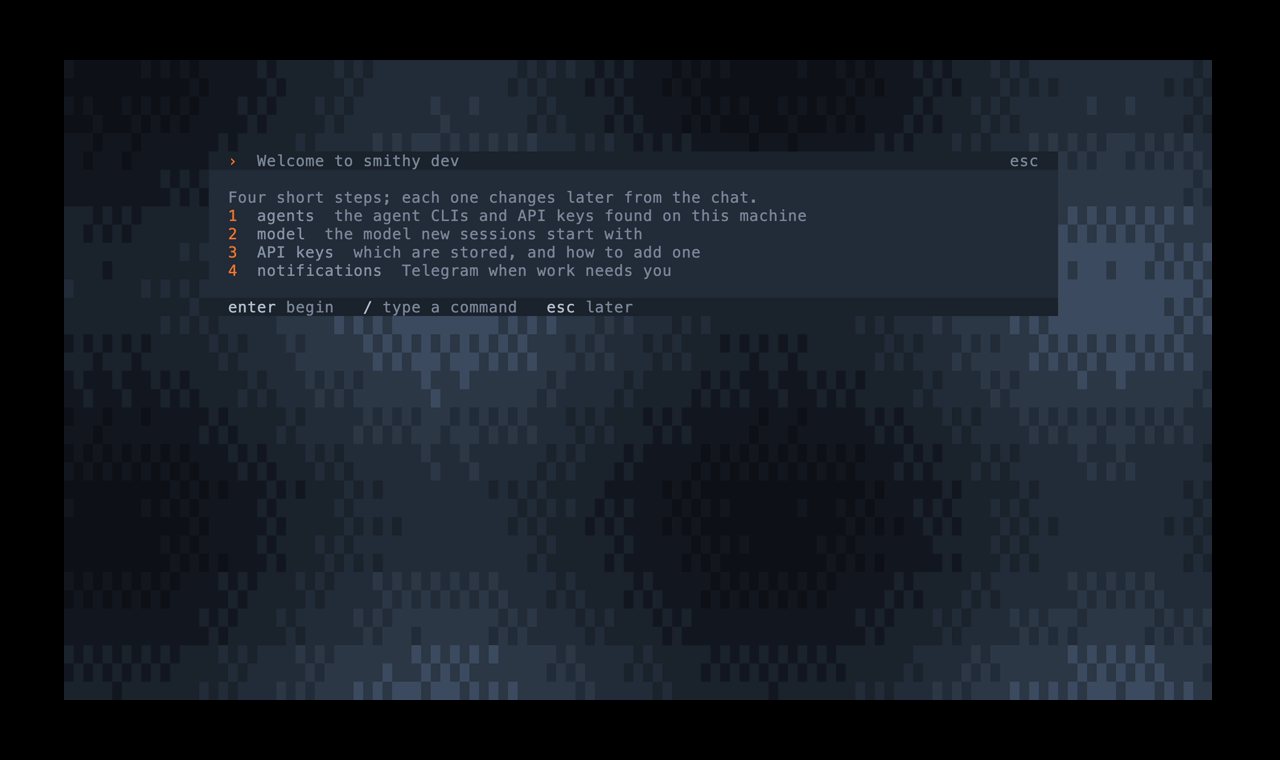 › Welcome to smithy dev esc
Four short steps; each one changes later from the chat.
1 agents the agent CLIs and API keys found on this machine
2 model the model new sessions start with
3 API keys which are stored, and how to add one
4 notifications Telegram when work needs you
enter begin / type a command esc later